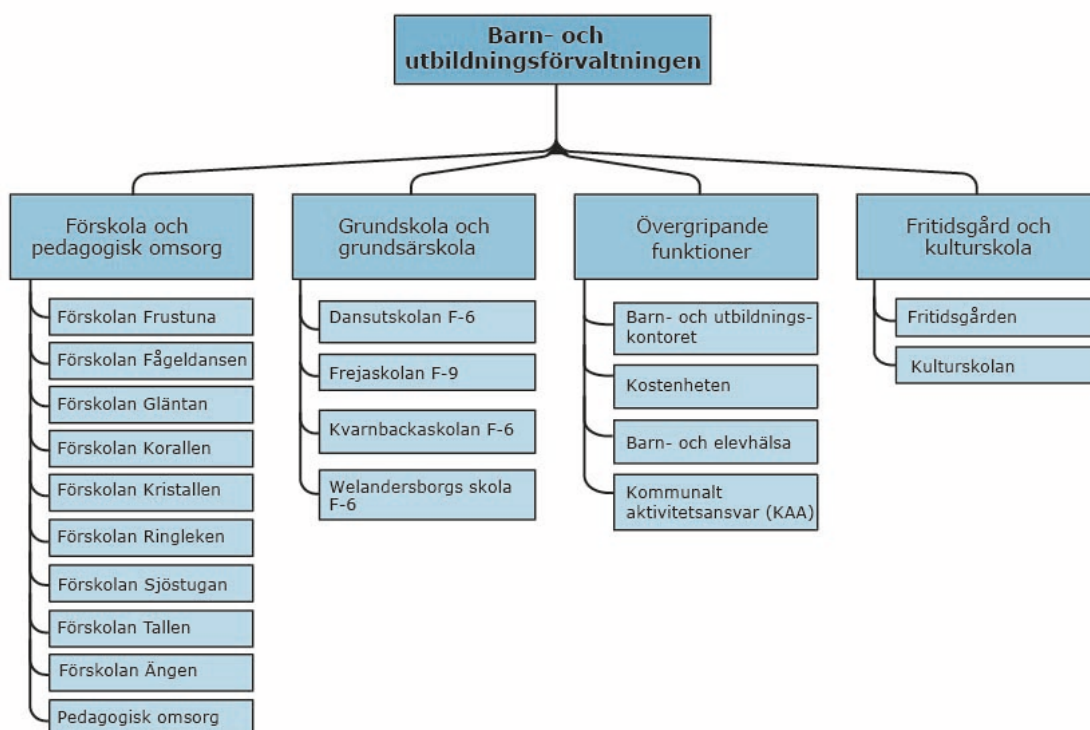 Barn- och
utbildningsförvaltningen
Förskola och
pedagogisk omsorg
Förskolan Frustuna
Förskolan Fågeldansen
Förskolan Gläntan
Förskolan Korallen
Förskolan Kristallen
Förskolan Ringleken
Förskolan Sjöstugan
Förskolan Tallen
Förskolan Ängen
Pedagogisk omsorg
Grundskola och
grundsärskola
Dansutskolan F-6
Frejaskolan F-9
Kvarnbackaskolan F-6
Welandersborgs skola
F-6
Övergripande
funktioner
Barn- och utbildnings-
kontoret
Kostenheten
Barn- och elevhälsa
Kommunalt
aktivitetsansvar (KAA)
Fritidsgård och
kulturskola
Fritidsgården
Kulturskolan